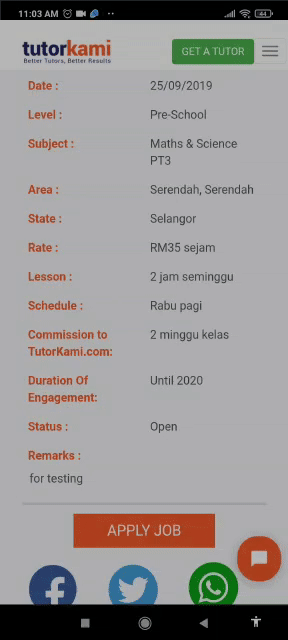 11:03 AM
44
tutorkami
Better Tutors, Better Results
GET A TUTOR
Date : 25/09/2019
Level : Pre-School
Subject : Maths & Science
PT3
Area : Serendah, Serendah
State : Selangor
Rate : RM35 sejam
Lesson : 2 jam seminggu
Schedule : Rabu pagi
Commission to 2 minggu kelas
TutorKami.com:
Duration Of Until 2020
Engagement:
Status : Open
Remarks :
for testing
APPLY JOB